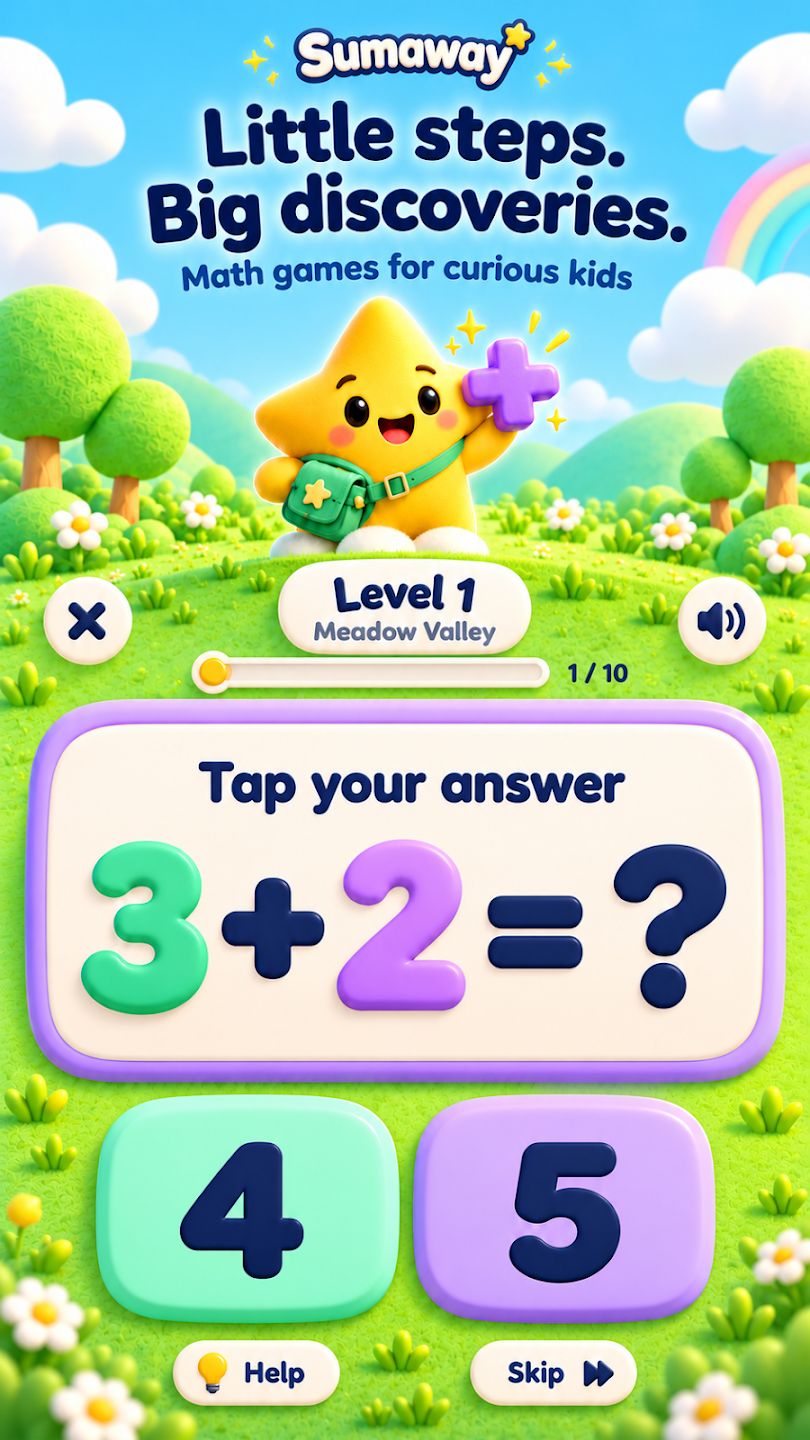 Sumaway
Little steps.
Big discoveries.
Math games for curious kids
Level 1
Meadow Valley
1 / 10
Tap your answer
3+2=?
4 5
Help Skip